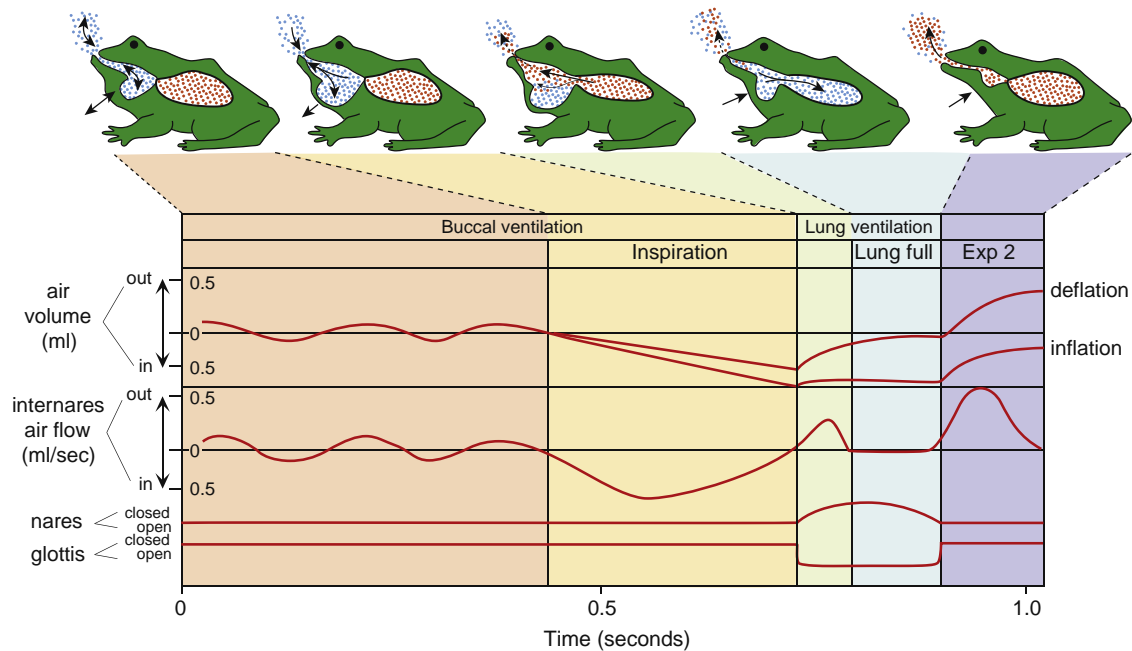 Buccal ventilation
Lung ventilation
Inspiration
Lung full
Exp 2
air
volume
(ml)
out
0.5
0
in
0.5
deflation
inflation
internares
air flow
(ml/sec)
out
0.5
0
in
0.5
nares
closed
open
glottis
closed
open
0
0.5
1.0
Time (seconds)